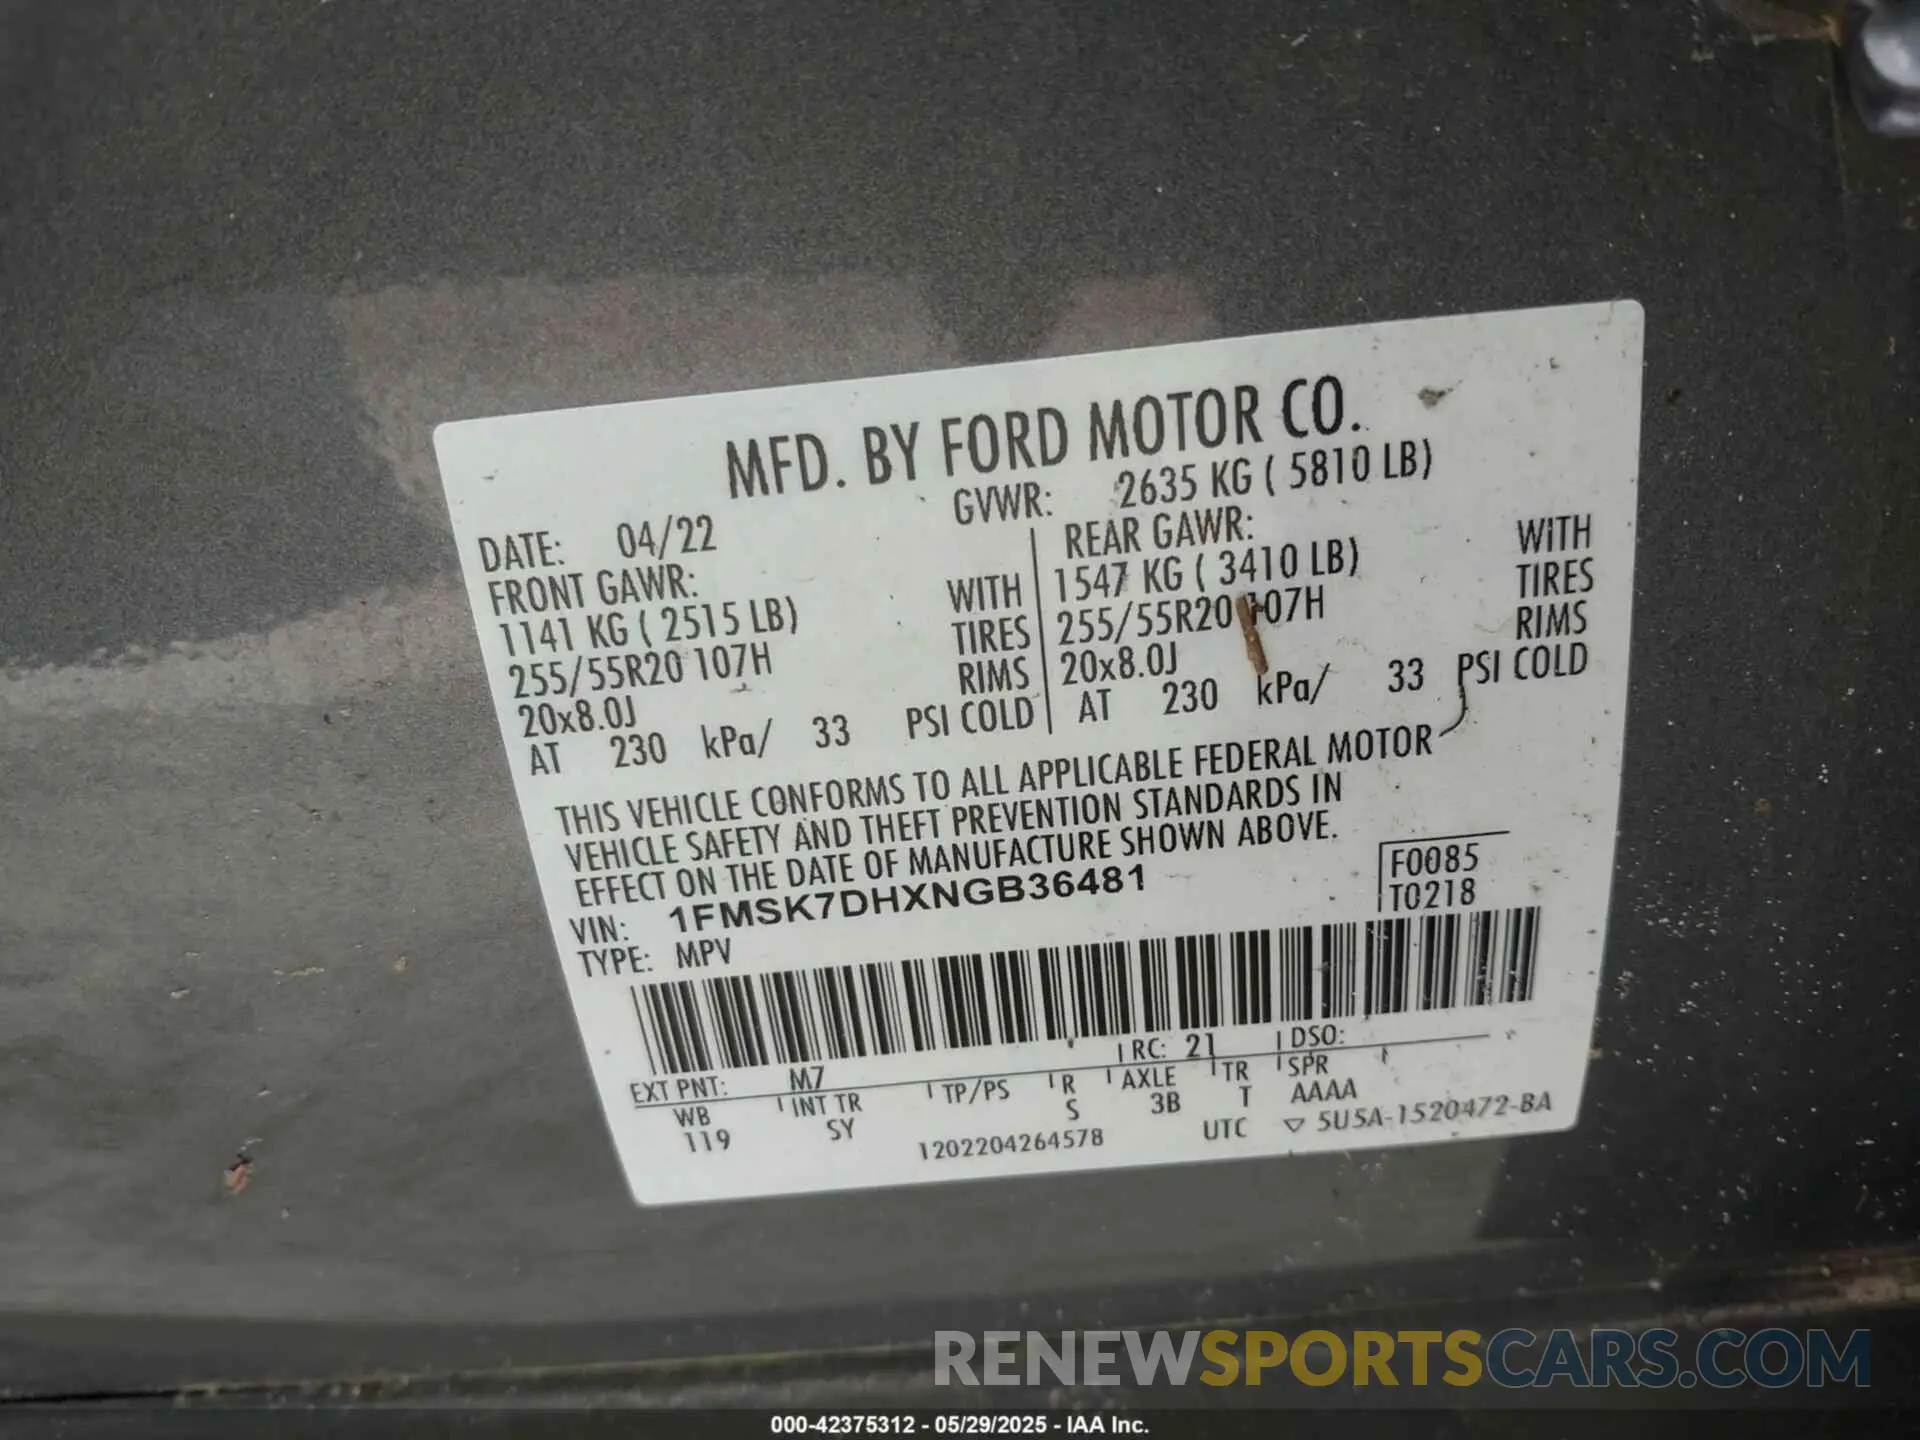 MFD. BY FORD MOTOR CO.
DATE: 04/22 GVWR: 2635 KG ( 5810 LB)
FRONT GAWR: REAR GAWR:
1141 KG ( 2515 LB) WITH 1547 KG ( 3410 LB) WITH
255/55R20 107H TIRES 255/55R20 107H TIRES
20x8.0J RIMS 20x8.0J RIMS
AT 230 kPa/ 33 PSI COLD AT 230 kPa/ 33 PSI COLD
THIS VEHICLE CONFORMS TO ALL APPLICABLE FEDERAL MOTOR
VEHICLE SAFETY AND THEFT PREVENTION STANDARDS IN
EFFECT ON THE DATE OF MANUFACTURE SHOWN ABOVE.
VIN: 1FMSK7DHXNGB36481 F0085
TYPE: MPV T0218
EXT PNT: M7 RC: 21 DSO:
WB INT TR TP/PS R AXLE TR SPR
119 SY S 3B T AAAA
1202204264578 UTC ▽ 5U5A-1520472-BA
RENEWSPORTSCARS.COM
000-42375312 - 05/29/2025 - IAA Inc.